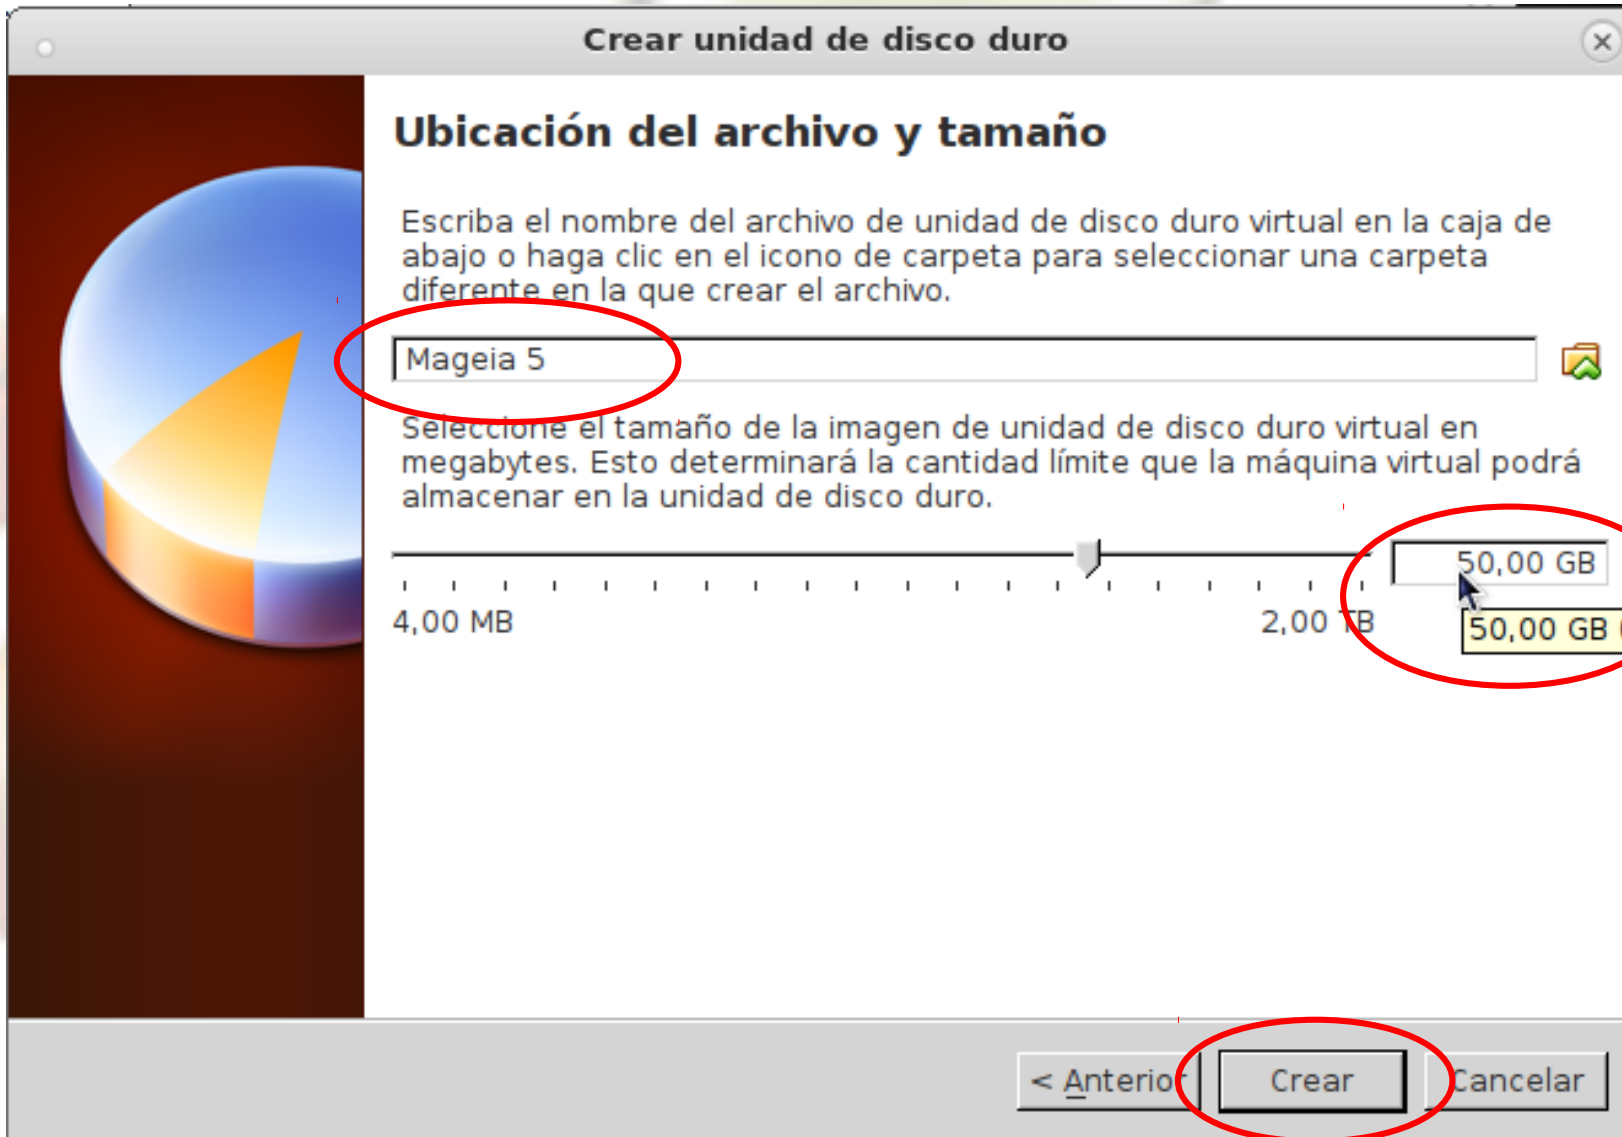 Crear unidad de disco duro
Ubicación del archivo y tamaño
Escriba el nombre del archivo de unidad de disco duro virtual en la caja de
abajo o haga clic en el icono de carpeta para seleccionar una carpeta
diferente en la que crear el archivo.
Mageia 5
Seleccione el tamaño de la imagen de unidad de disco duro virtual en
megabytes. Esto determinará la cantidad límite que la máquina virtual podrá
almacenar en la unidad de disco duro.
50,00 GB
4,00 MB 2,00 TB
50,00 GB (
< Anterior Crear Cancelar